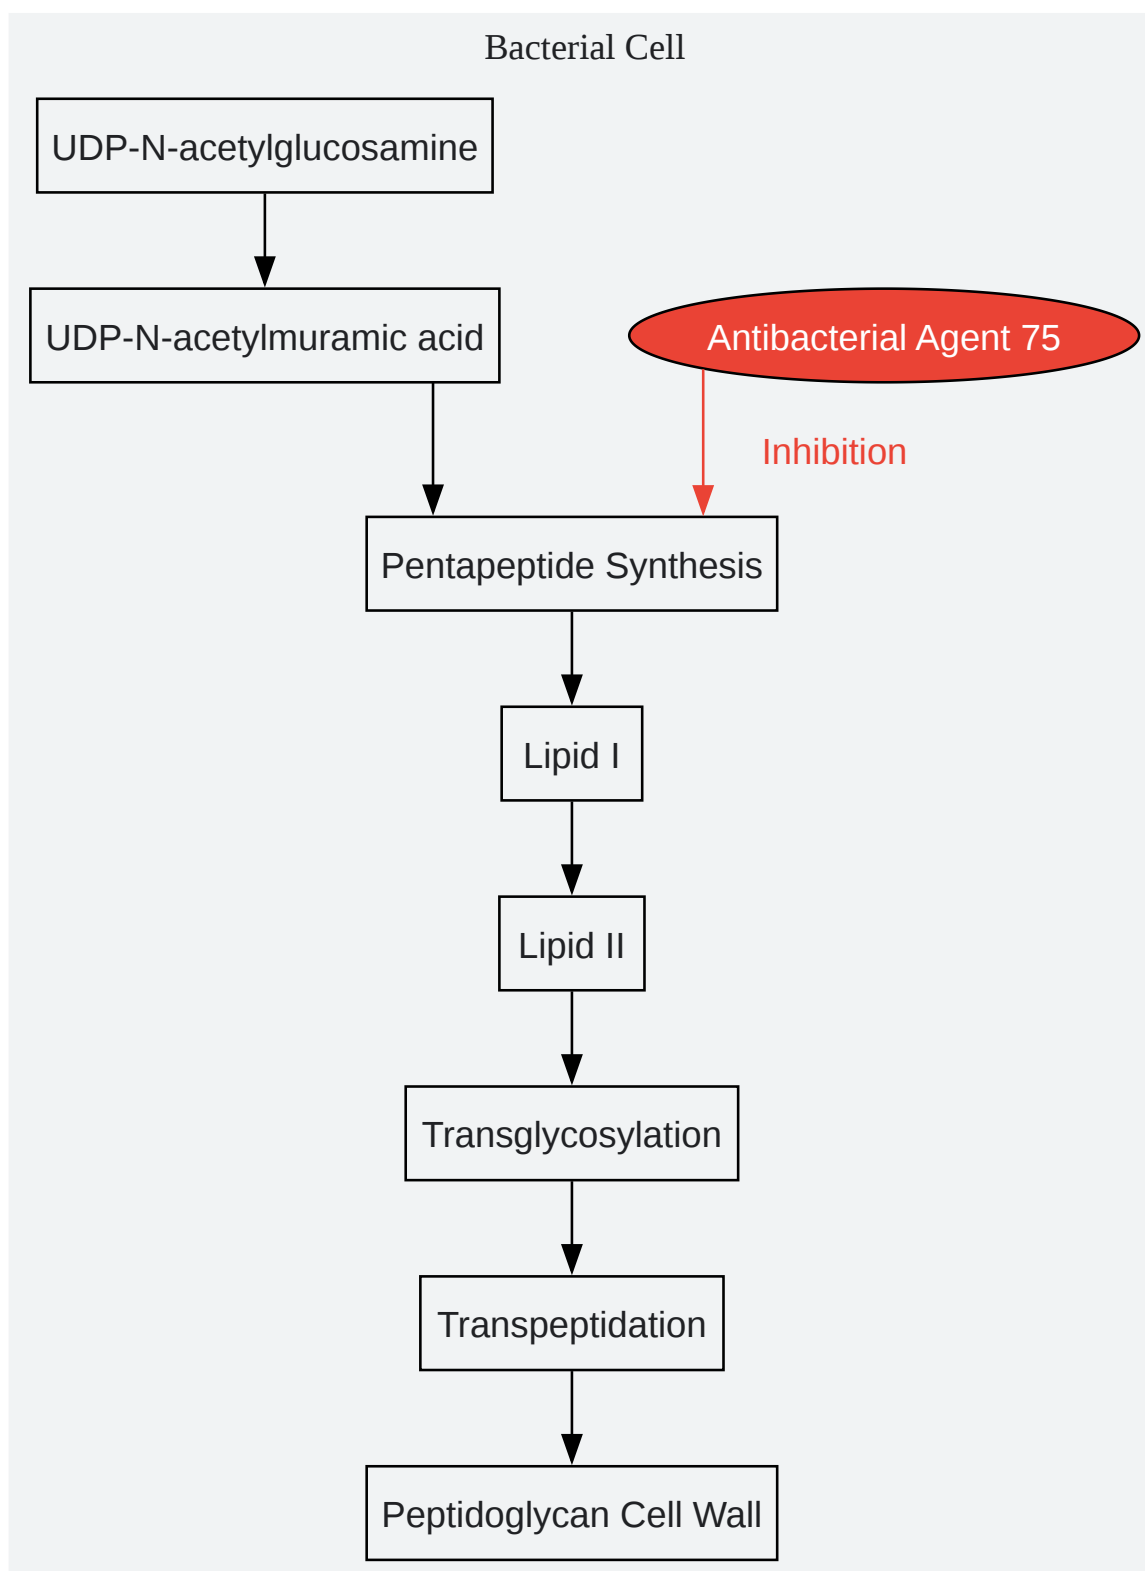 Bacterial Cell
UDP-N-acetylglucosamine
UDP-N-acetylmuramic acid
Antibacterial Agent 75
Inhibition
Pentapeptide Synthesis
Lipid I
Lipid II
Transglycosylation
Transpeptidation
Peptidoglycan Cell Wall